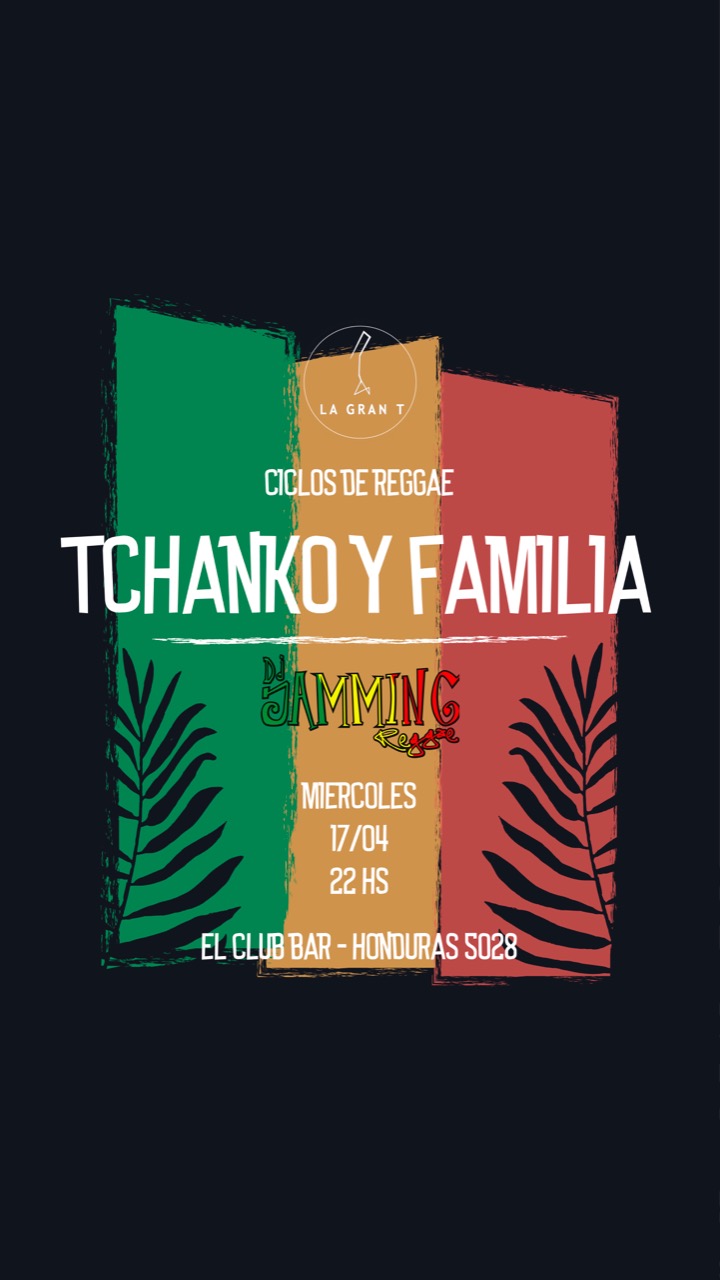 LA GRAN T
CICLOS DE REGGAE
TCHANKO Y FAMILIA
DJ
JAMMING
Reggae
MIERCOLES
17/04
22 HS
EL CLUB BAR - HONDURAS 5028